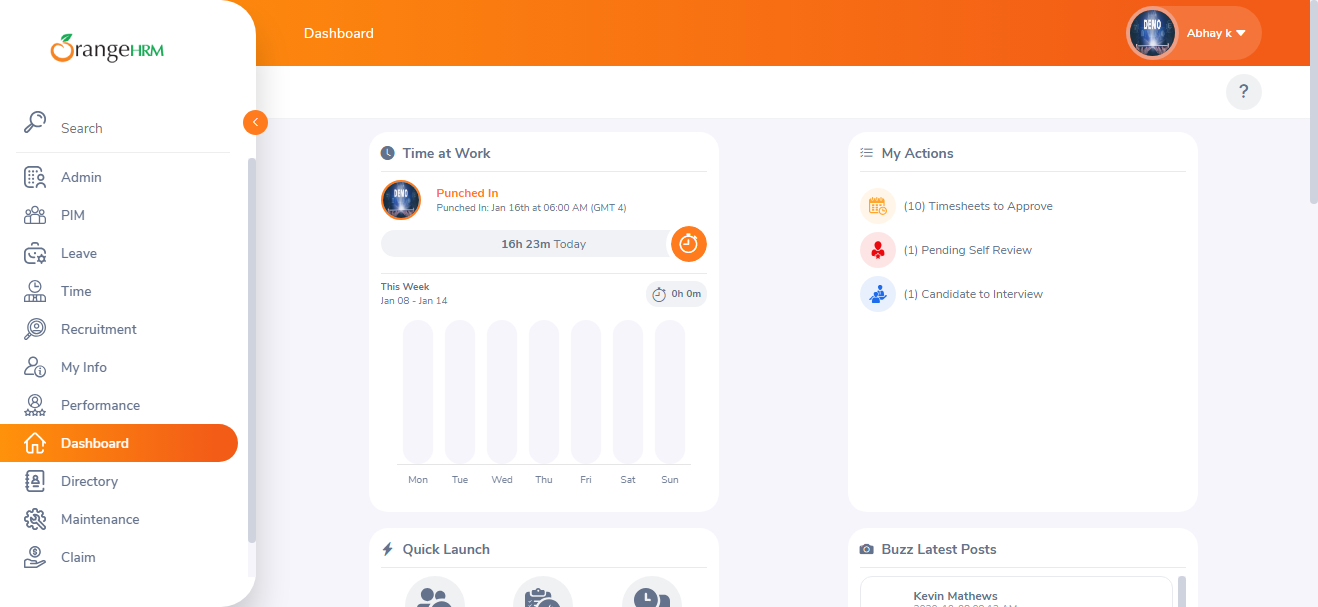 OrangeHRM
Dashboard
DEMO
Abhay k
?
Search
Admin
PIM
Leave
Time
Recruitment
My Info
Performance
Dashboard
Directory
Maintenance
Claim
Time at Work
DEMO
Punched In
Punched In: Jan 16th at 06:00 AM (GMT 4)
16h 23m Today
This Week
Jan 08 - Jan 14
0h 0m
Mon Tue Wed Thu Fri Sat Sun
My Actions
(10) Timesheets to Approve
(1) Pending Self Review
(1) Candidate to Interview
Quick Launch
Buzz Latest Posts
Kevin Mathews